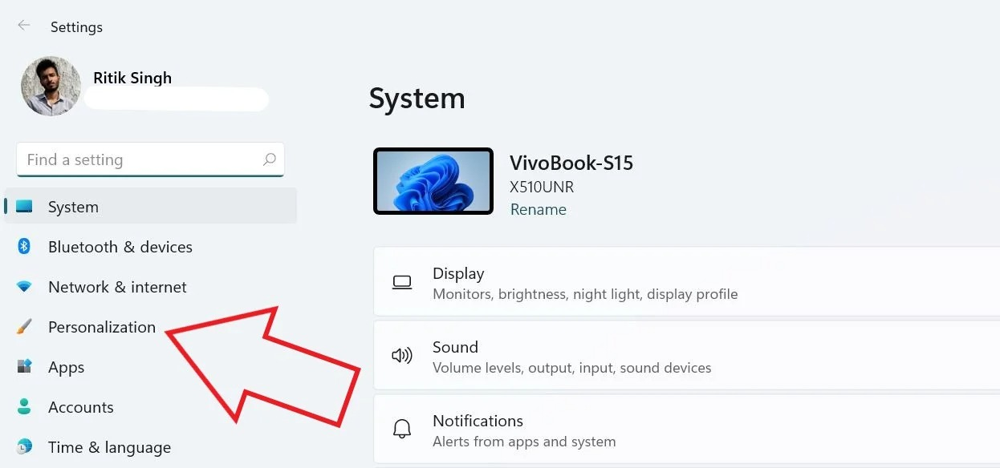 Settings
Ritik Singh
Find a setting
System
Bluetooth & devices
Network & internet
Personalization
Apps
Accounts
Time & language
System
VivoBook-S15
X510UNR
Rename
Display
Monitors, brightness, night light, display profile
Sound
Volume levels, output, input, sound devices
Notifications
Alerts from apps and system